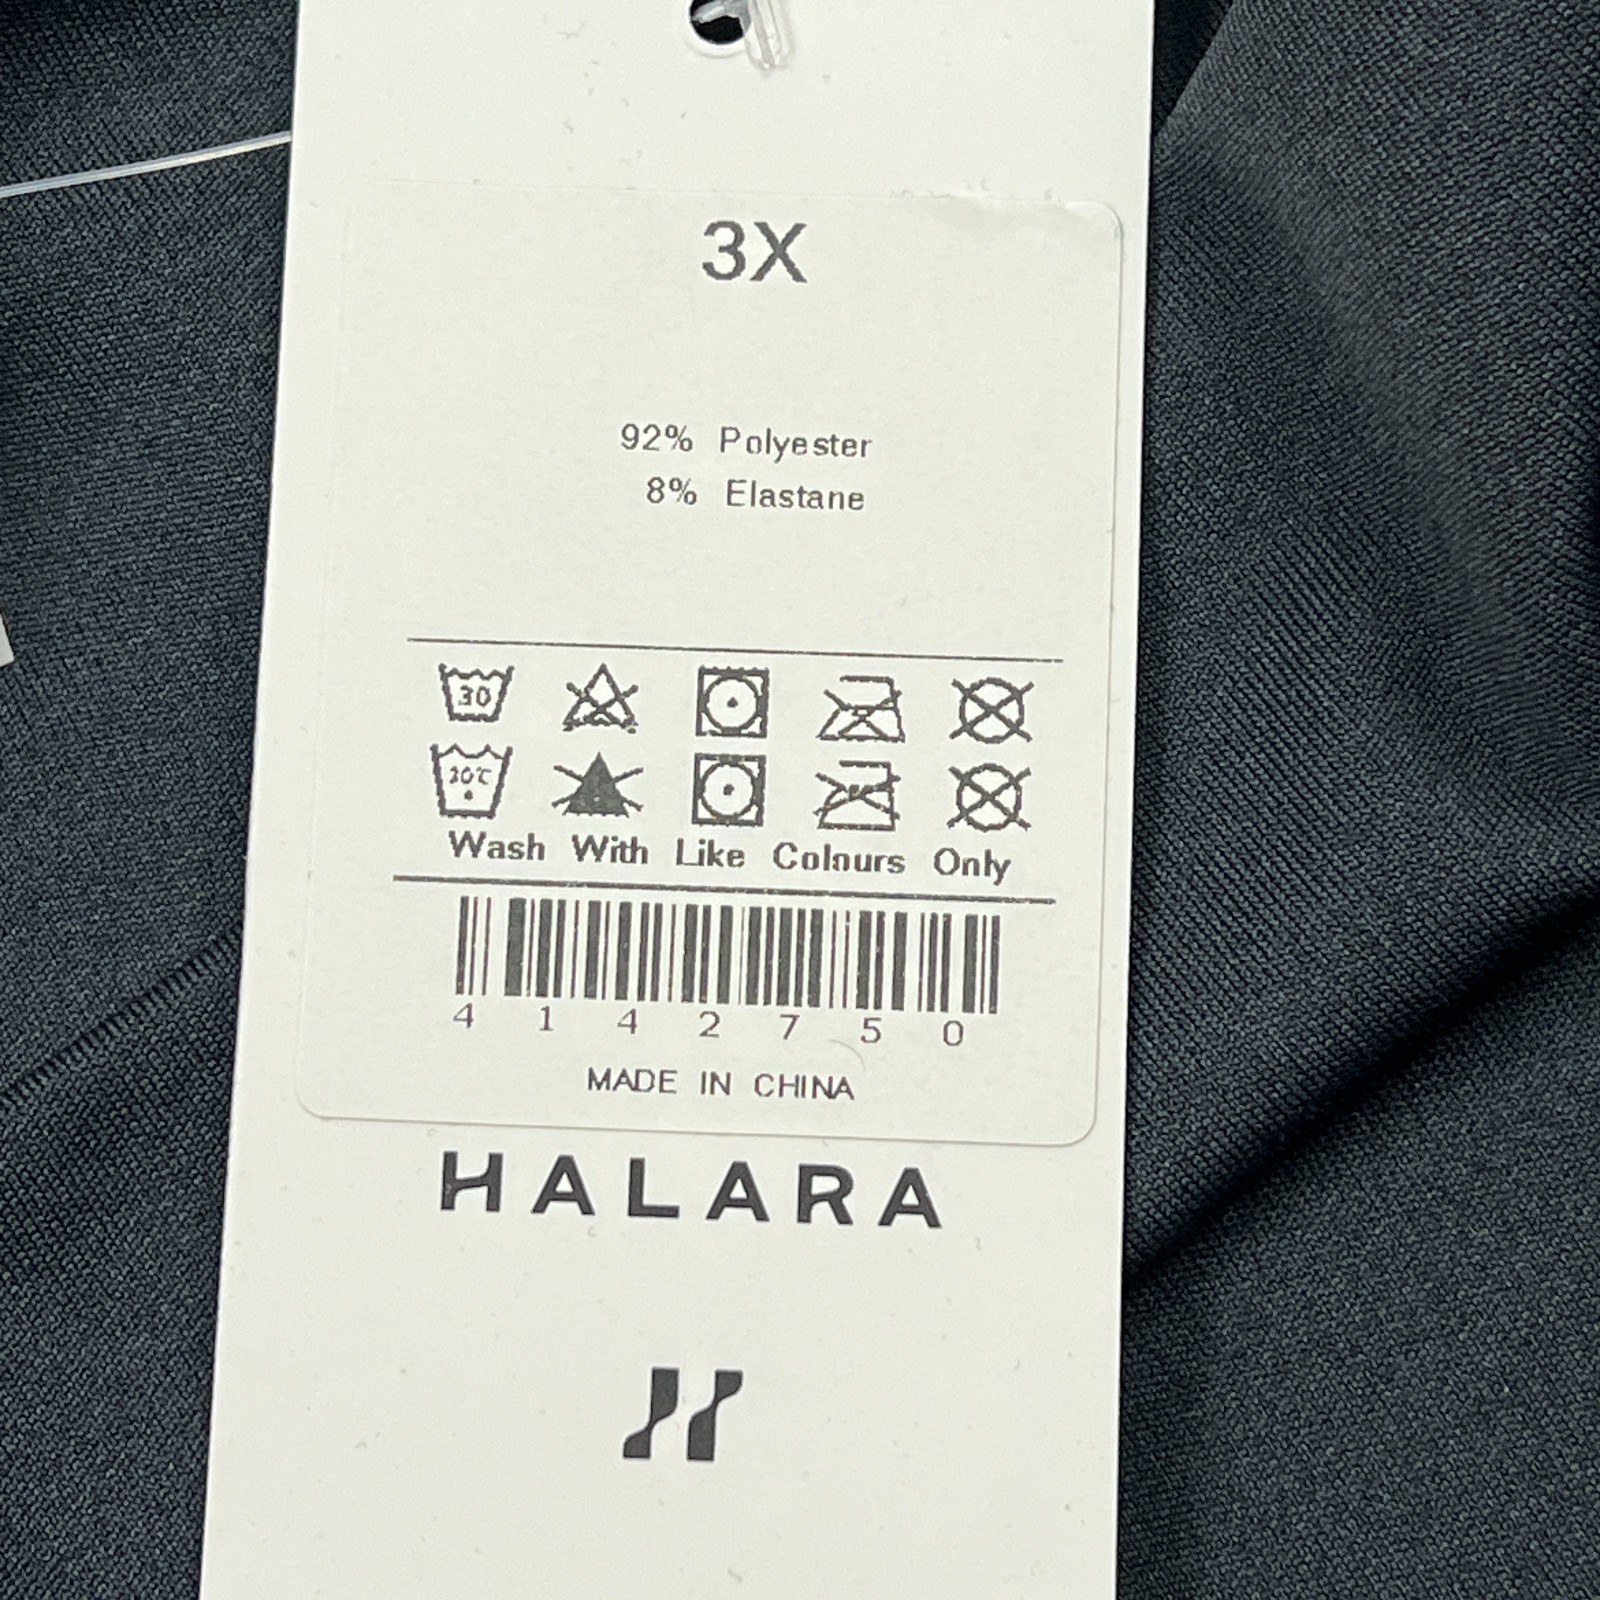 3X
92% Polyester
8% Elastane
30
30℃
Wash With Like Colours Only
4 1 4 2 7 5 0
MADE IN CHINA
HALARA